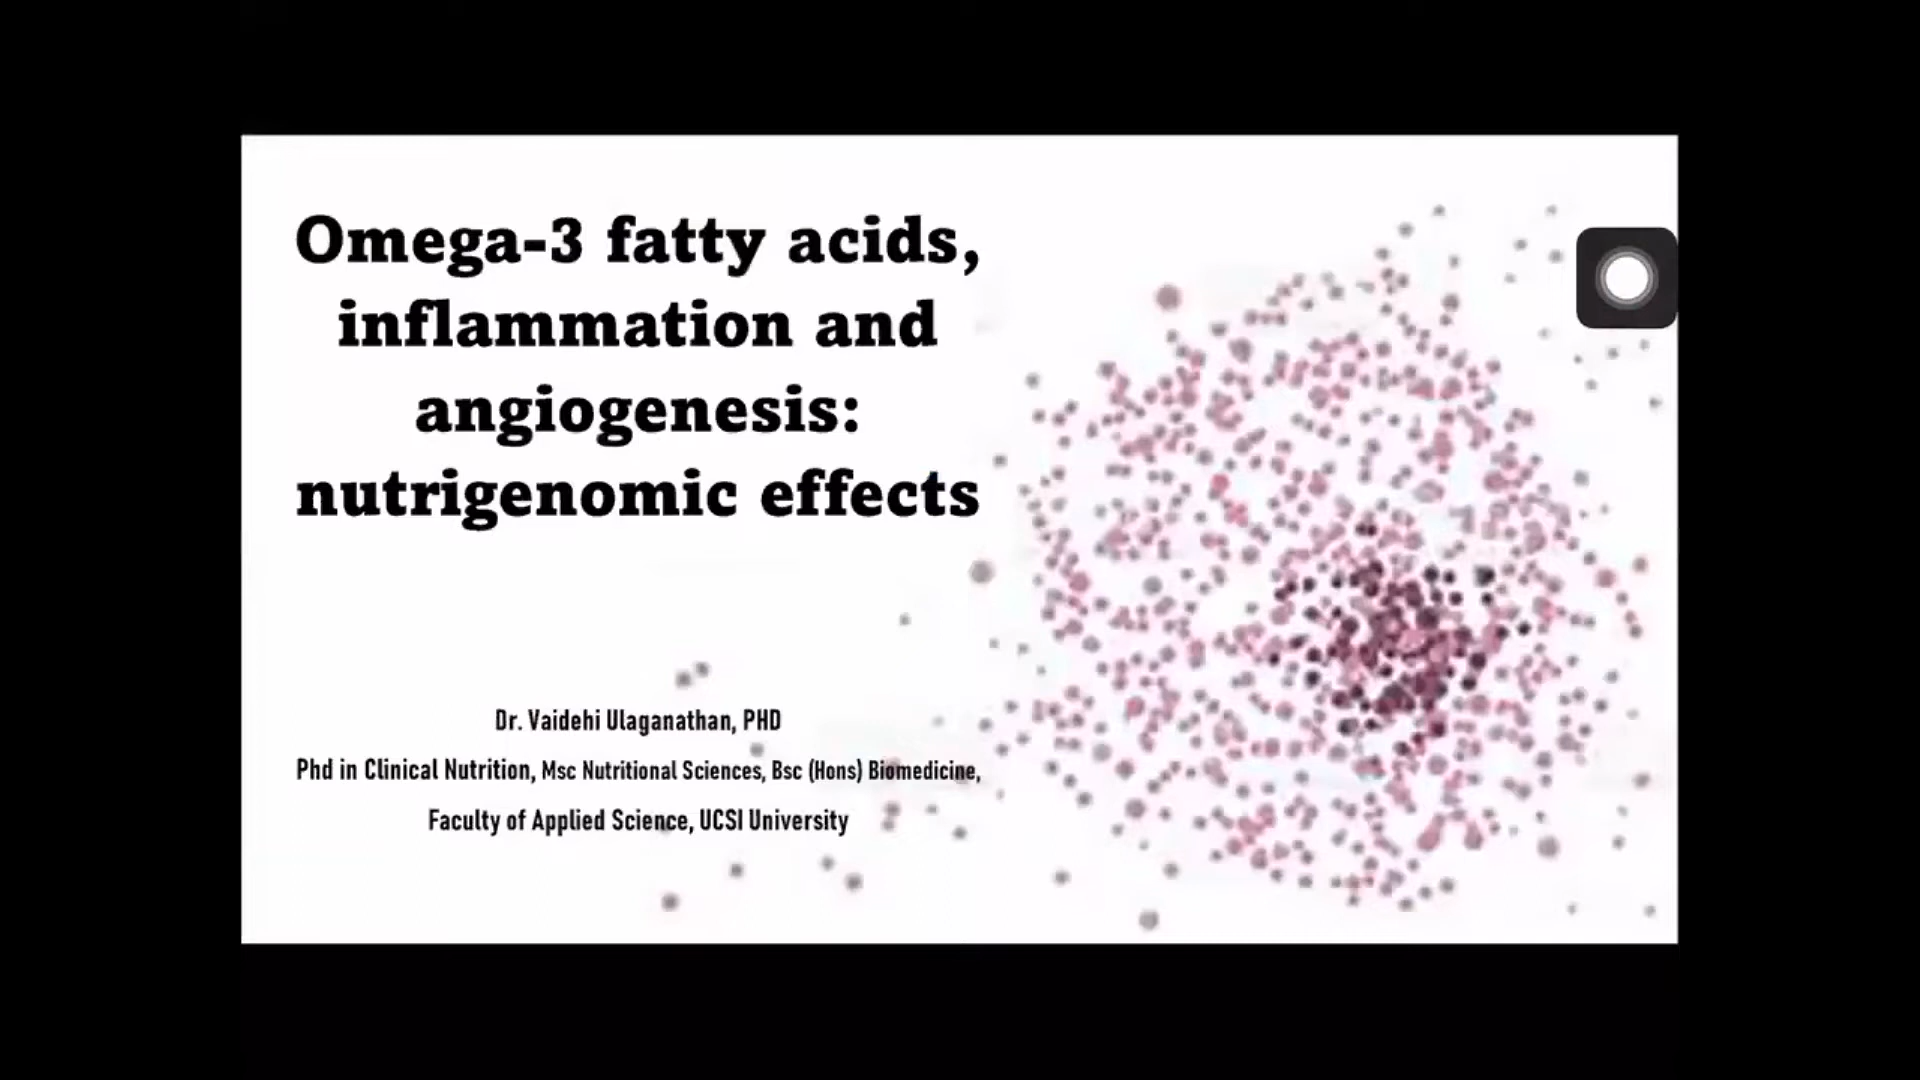 Omega-3 fatty acids,
inflammation and
angiogenesis:
nutrigenomic effects
Dr. Vaidehi Ulaganathan, PHD
Phd in Clinical Nutrition, Msc Nutritional Sciences, Bsc (Hons) Biomedicine,
Faculty of Applied Science, UCSI University